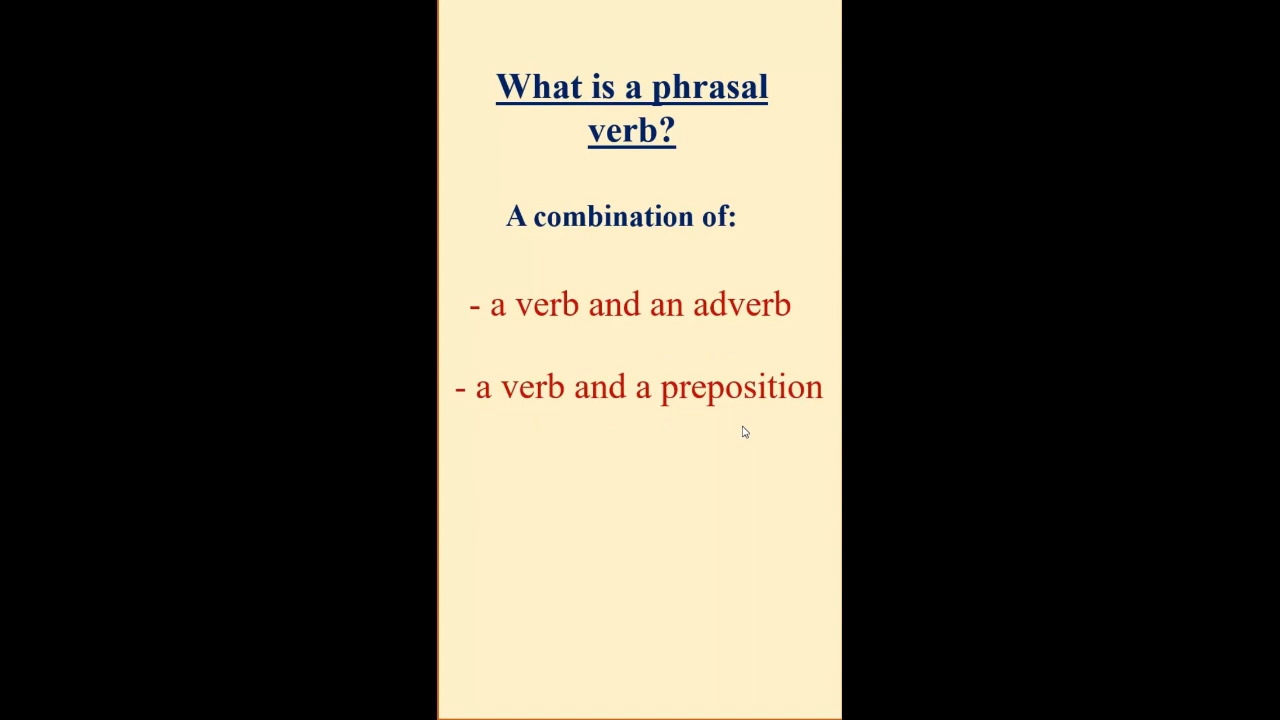 What is a phrasal
verb?
A combination of:
- a verb and an adverb
- a verb and a preposition